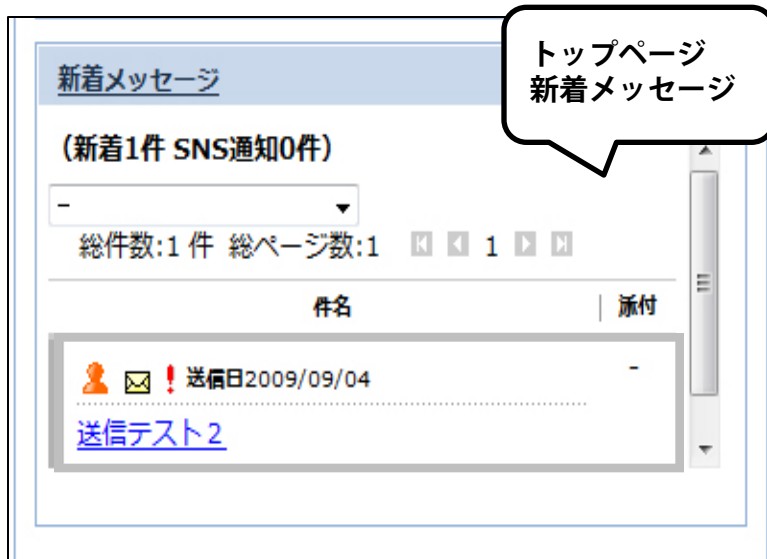 トップページ
新着メッセージ
新着メッセージ
（新着1件 SNS通知0件）
-
総件数:1 件 総ページ数:1 1
件名 添付
送信日2009/09/04 -
送信テスト２